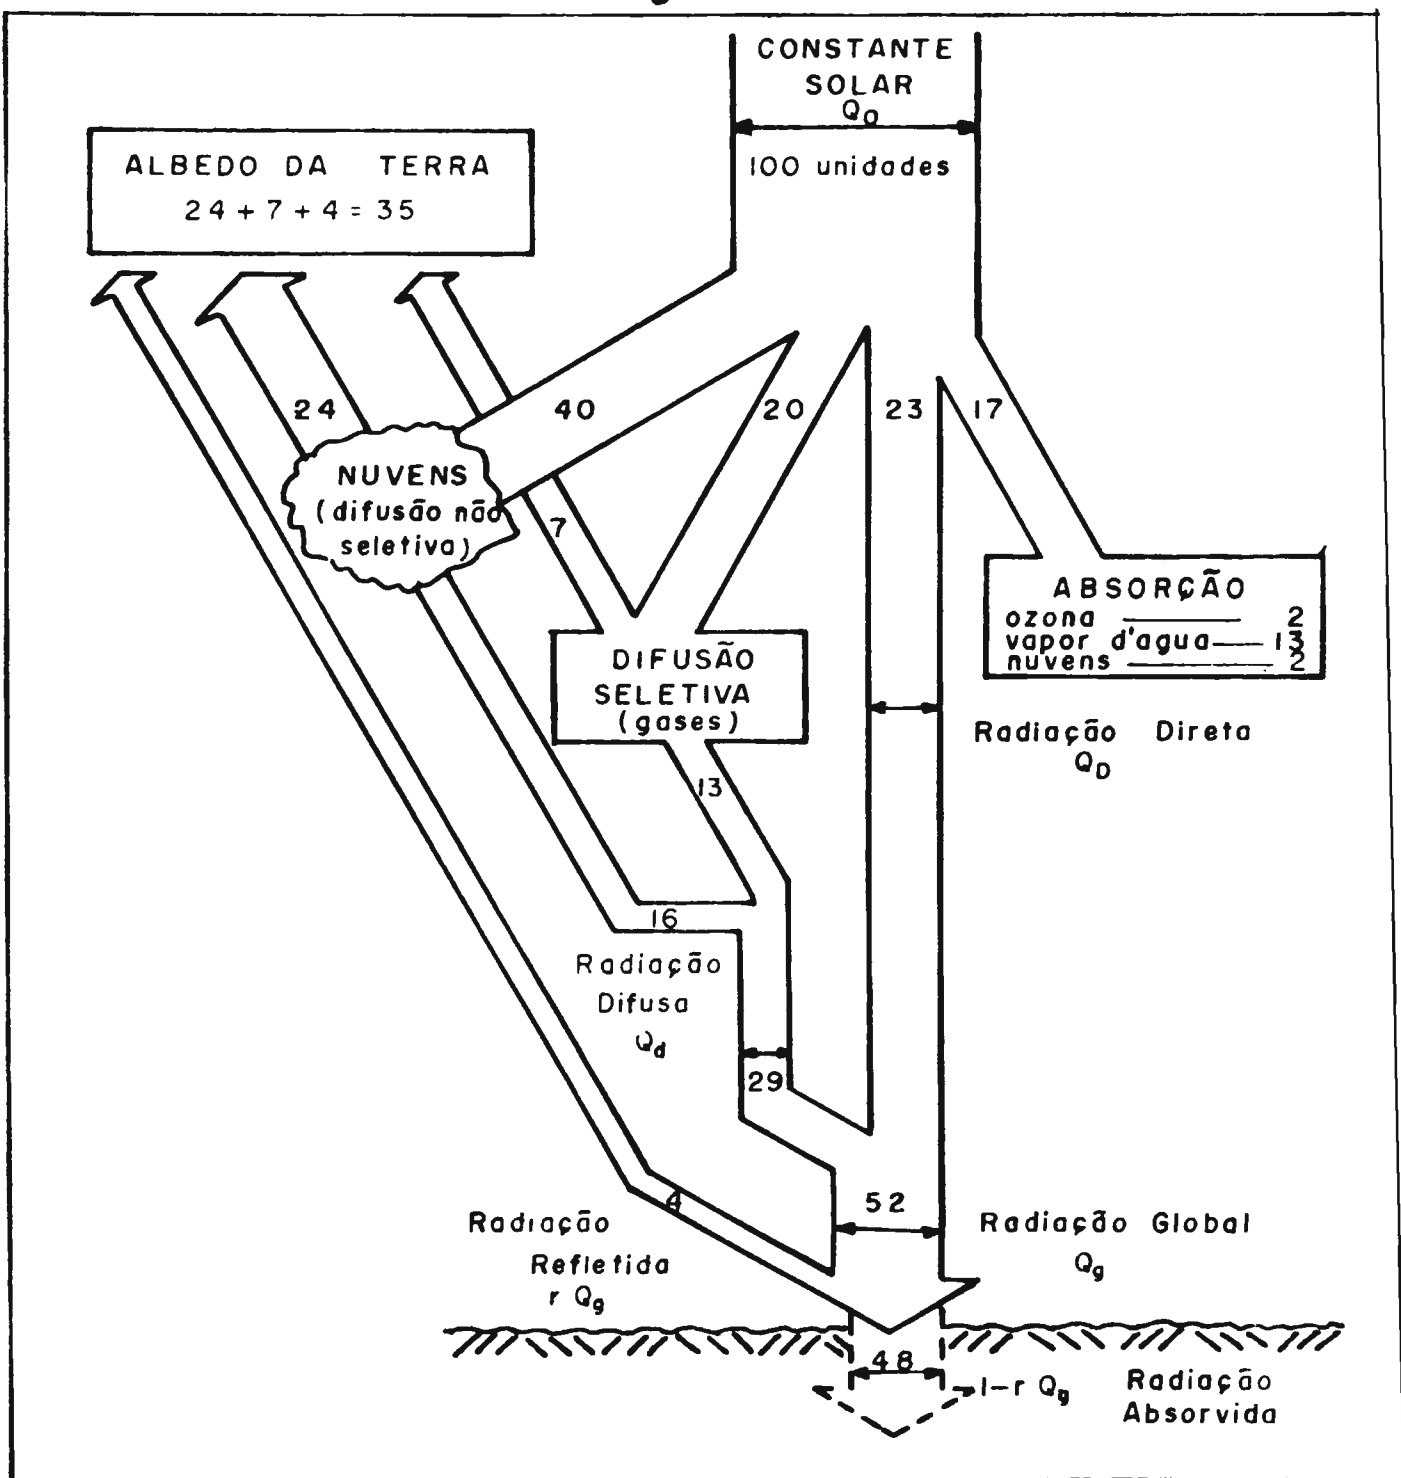 CONSTANTE
SOLAR
Qo
100 unidades
ALBEDO DA TERRA
24 + 7 + 4 = 35
24
40
20
23
17
NUVENS
(difusão não
seletiva)
7
ABSORÇÃO
ozona 2
vapor d'agua 13
nuvens 2
DIFUSÃO
SELETIVA
(gases)
Radiação Direta
QD
13
16
Radiação
Difusa
Qd
29
4
52
Radiação
Refletida
r Qg
Radiação Global
Qg
48
1-r Qg
Radiação
Absorvida